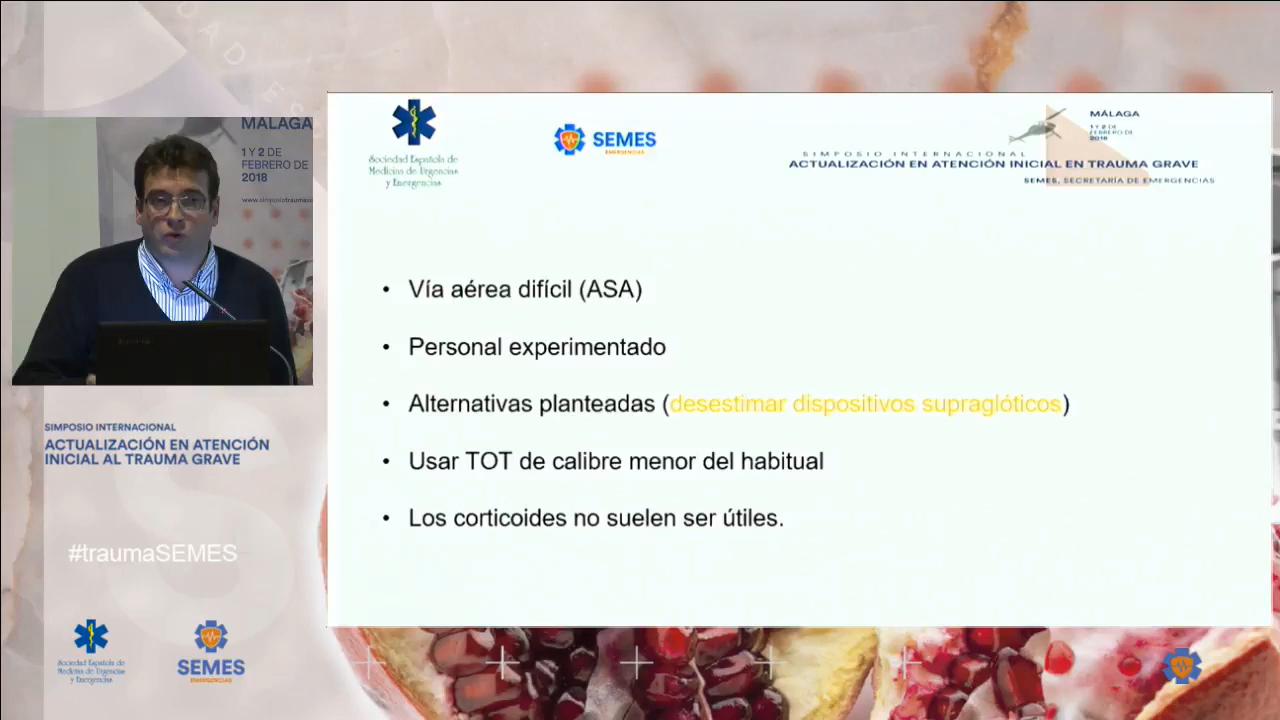 MÁLAGA
1 Y 2 DE
FEBRERO DE
2018
SIMPOSIO INTERNACIONAL
ACTUALIZACIÓN EN ATENCIÓN
INICIAL AL TRAUMA GRAVE
#traumaSEMES
Sociedad Española de
Medicina de Urgencias
y Emergencias
SEMES
EMERGENCIAS
Sociedad Española de
Medicina de Urgencias
y Emergencias
SEMES
EMERGENCIAS
MÁLAGA
1 Y 2 DE
FEBRERO DE
2018
SIMPOSIO INTERNACIONAL
ACTUALIZACIÓN EN ATENCIÓN INICIAL EN TRAUMA GRAVE
SEMES, SECRETARÍA DE EMERGENCIAS
• Vía aérea difícil (ASA)
• Personal experimentado
• Alternativas planteadas (desestimar dispositivos supraglóticos)
• Usar TOT de calibre menor del habitual
• Los corticoides no suelen ser útiles.